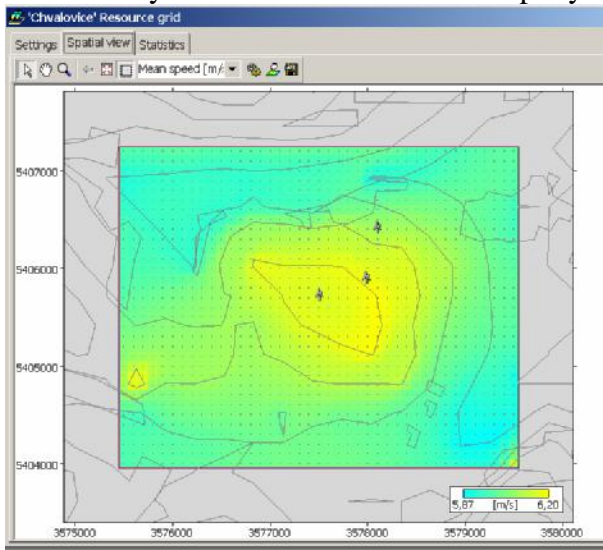 'Chvalovice' Resource grid
Settings Spatial view Statistics
Mean speed [m/s
5407000
5406000
5405000
5404000
5,87 [m/s] 6,20
3575000 3576000 3577000 3578000 3579000 3580000